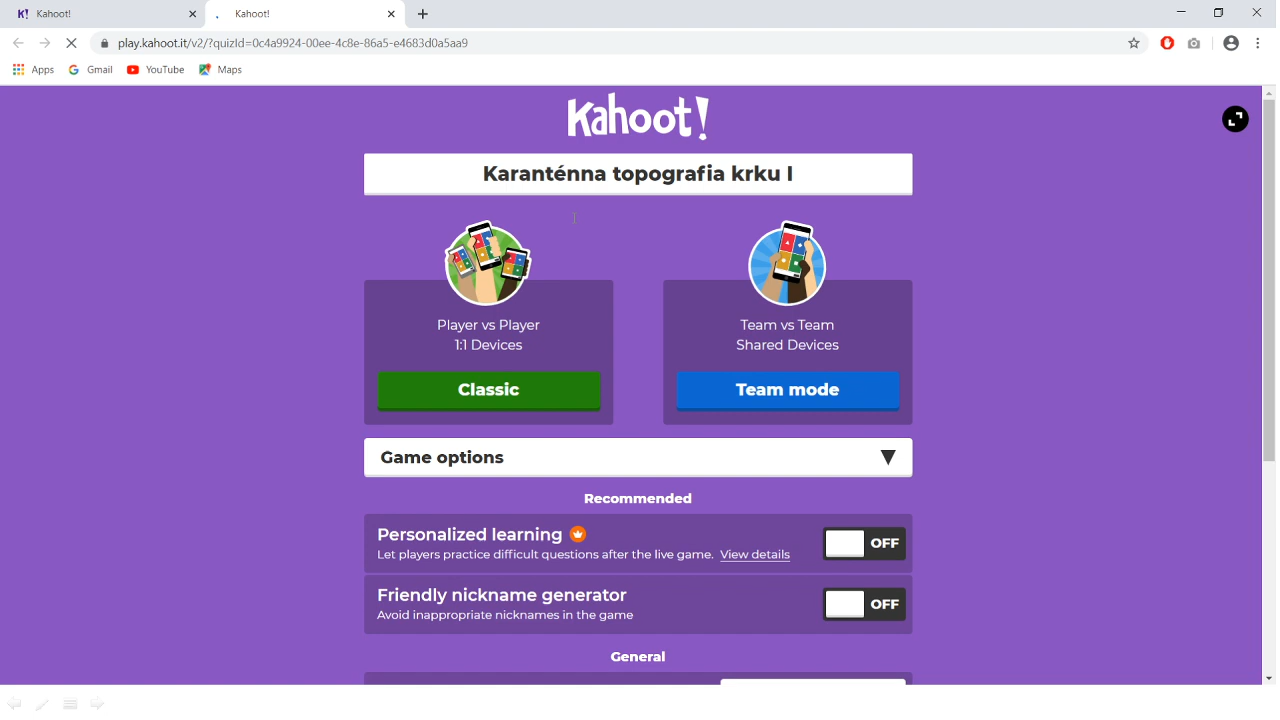 Kahoot!
Kahoot!
play.kahoot.it/v2/?quizId=0c4a9924-00ee-4c8e-86a5-e4683d0a5aa9
Apps Gmail YouTube Maps
Kahoot!
Karanténna topografia krku I
Player vs Player
1:1 Devices
Classic
Team vs Team
Shared Devices
Team mode
Game options
Recommended
Personalized learning
Let players practice difficult questions after the live game. View details
OFF
Friendly nickname generator
Avoid inappropriate nicknames in the game
OFF
General